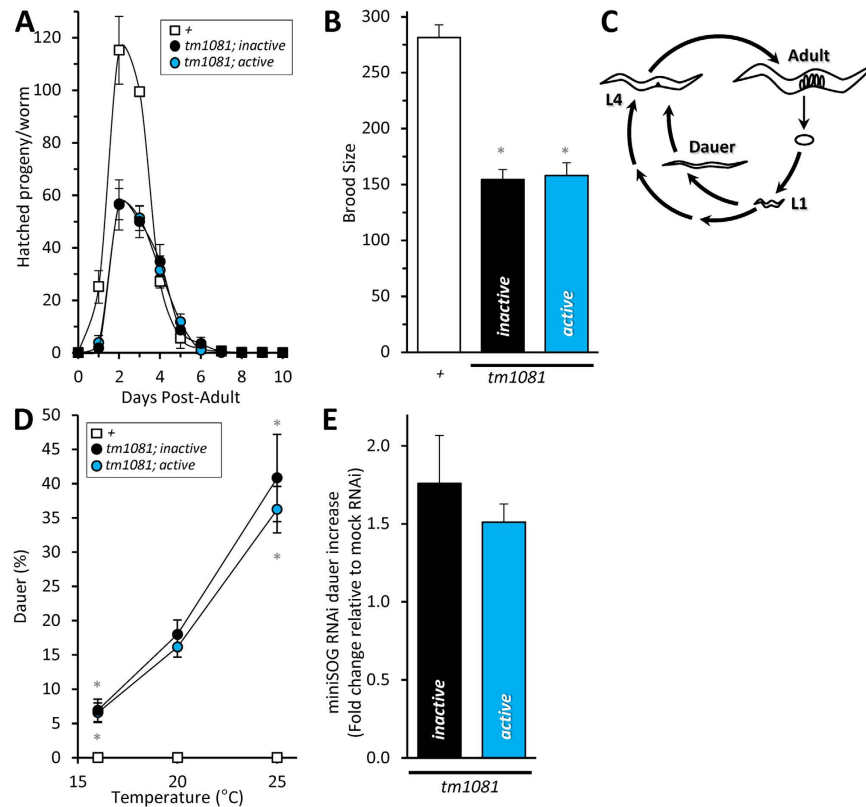 A
120
100
80
60
40
20
0
Hatched progeny/worm
+
tm1081; inactive
tm1081; active
0 2 4 6 8 10
Days Post-Adult
B
300
250
200
150
100
50
0
Brood Size
* *
inactive
active
+
tm1081
C
Adult
L4
Dauer
L1
D
50
45
40
35
30
25
20
15
10
5
0
Dauer (%)
+
tm1081; inactive
tm1081; active
*
*
*
*
15 20 25
Temperature (°C)
E
2.0
1.5
1.0
0.5
0.0
miniSOG RNAi dauer increase
(Fold change relative to mock RNAi)
inactive
active
tm1081